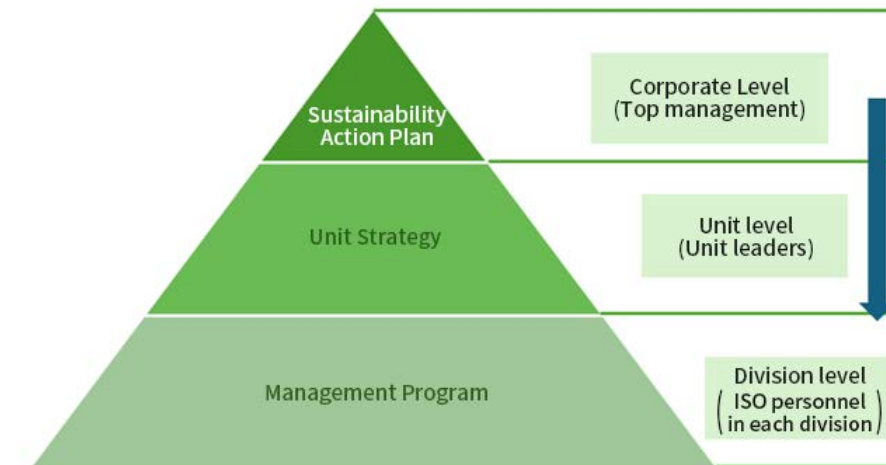 Sustainability
Action Plan
Corporate Level
(Top management)
Unit Strategy
Unit level
(Unit leaders)
Management Program
Division level
(ISO personnel
in each division)